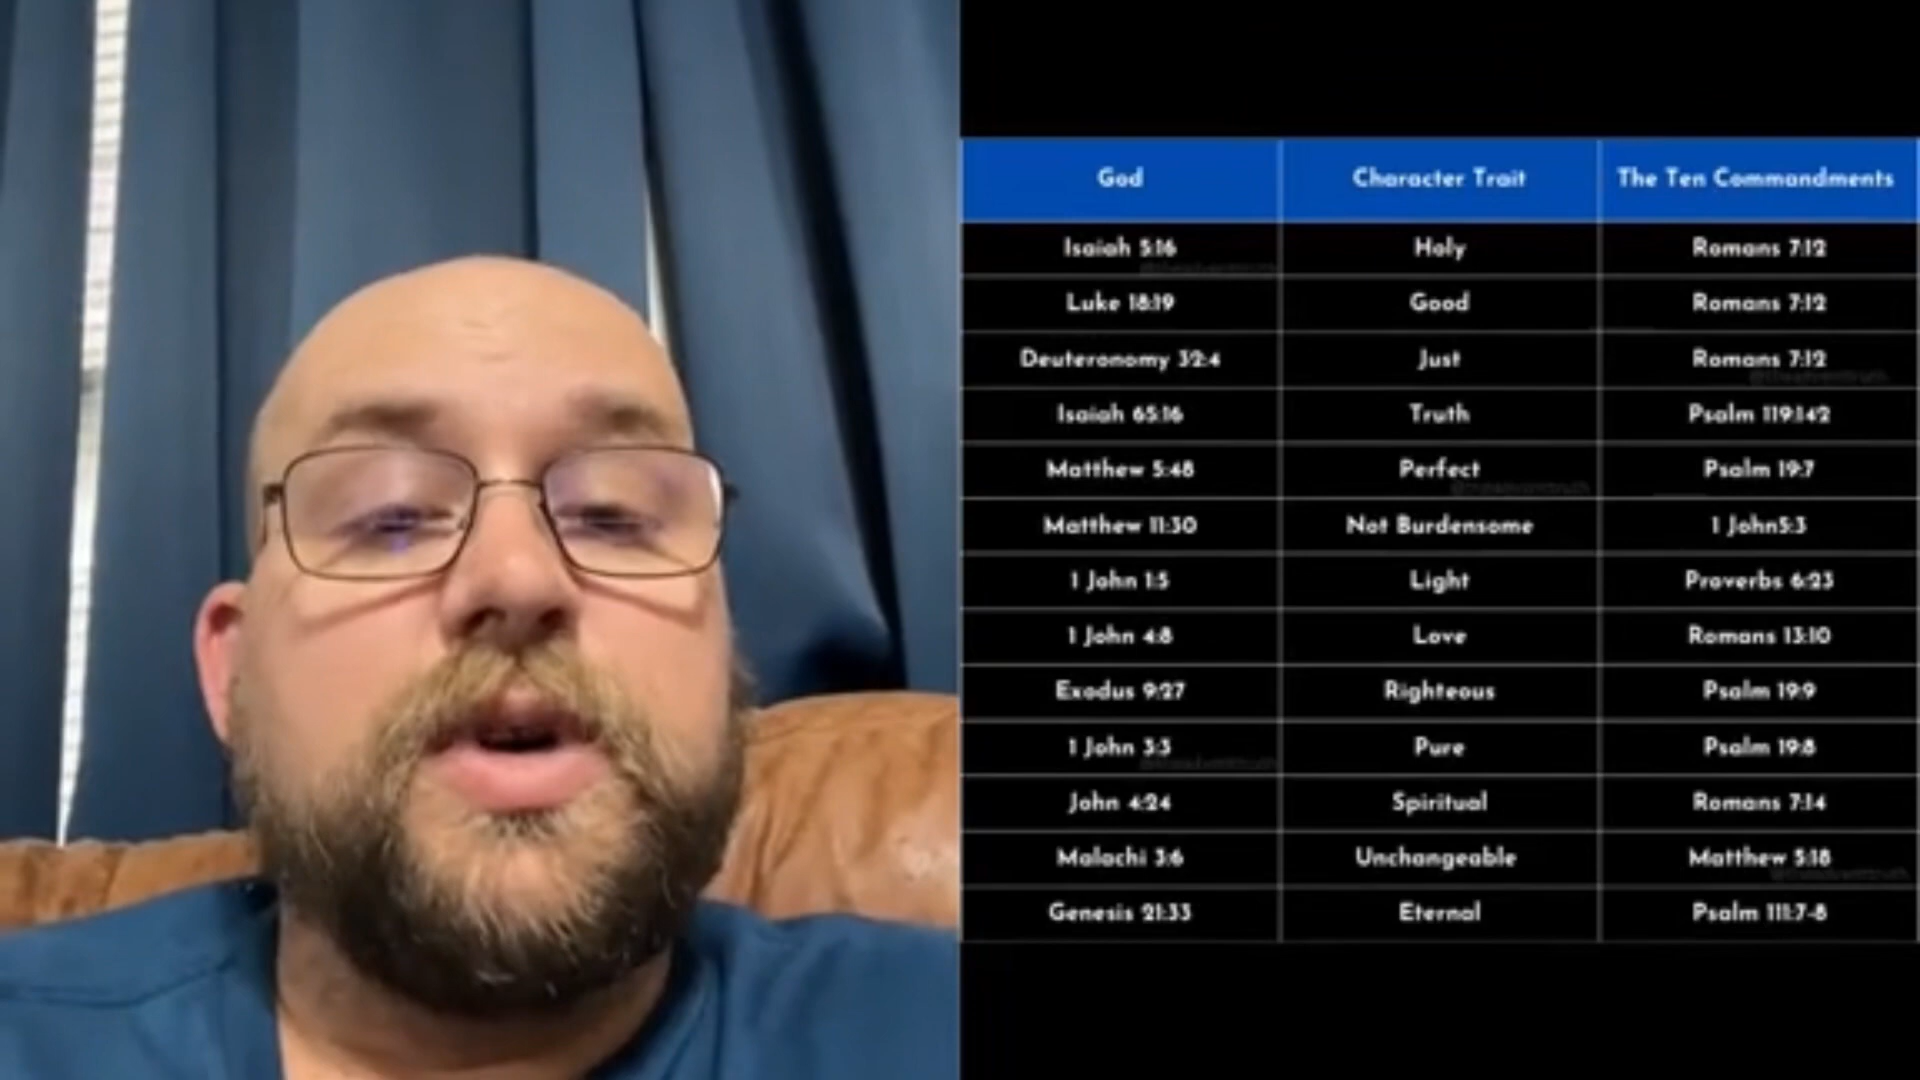 God Character Trait The Ten Commandments
Isaiah 5:16 Holy Romans 7:12
Luke 18:19 Good Romans 7:12
Deuteronomy 32:4 Just Romans 7:12
Isaiah 65:16 Truth Psalm 119:142
Matthew 5:48 Perfect Psalm 19:7
Matthew 11:30 Not Burdensome 1 John5:3
1 John 1:5 Light Proverbs 6:23
1 John 4:8 Love Romans 13:10
Exodus 9:27 Righteous Psalm 19:9
1 John 3:3 Pure Psalm 19:8
John 4:24 Spiritual Romans 7:14
Malachi 3:6 Unchangeable Matthew 5:18
Genesis 21:33 Eternal Psalm 111:7-8